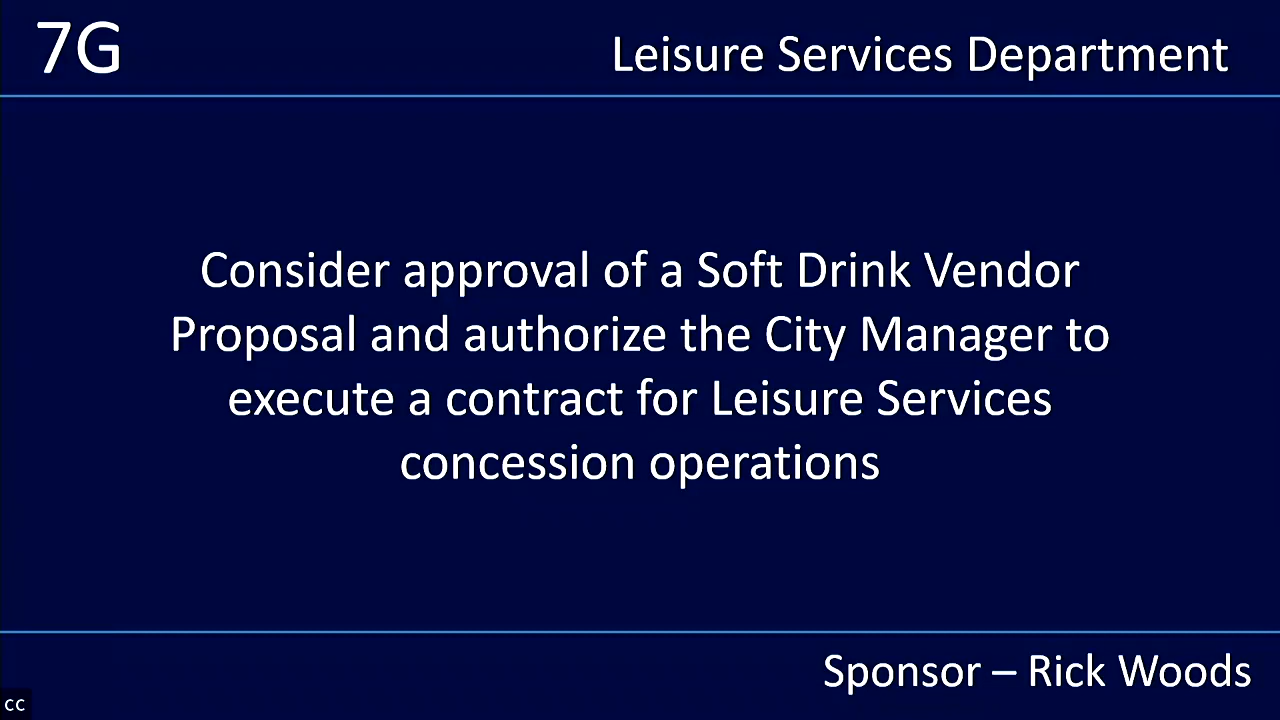 7G
Leisure Services Department
Consider approval of a Soft Drink Vendor
Proposal and authorize the City Manager to
execute a contract for Leisure Services
concession operations
Sponsor – Rick Woods
CC